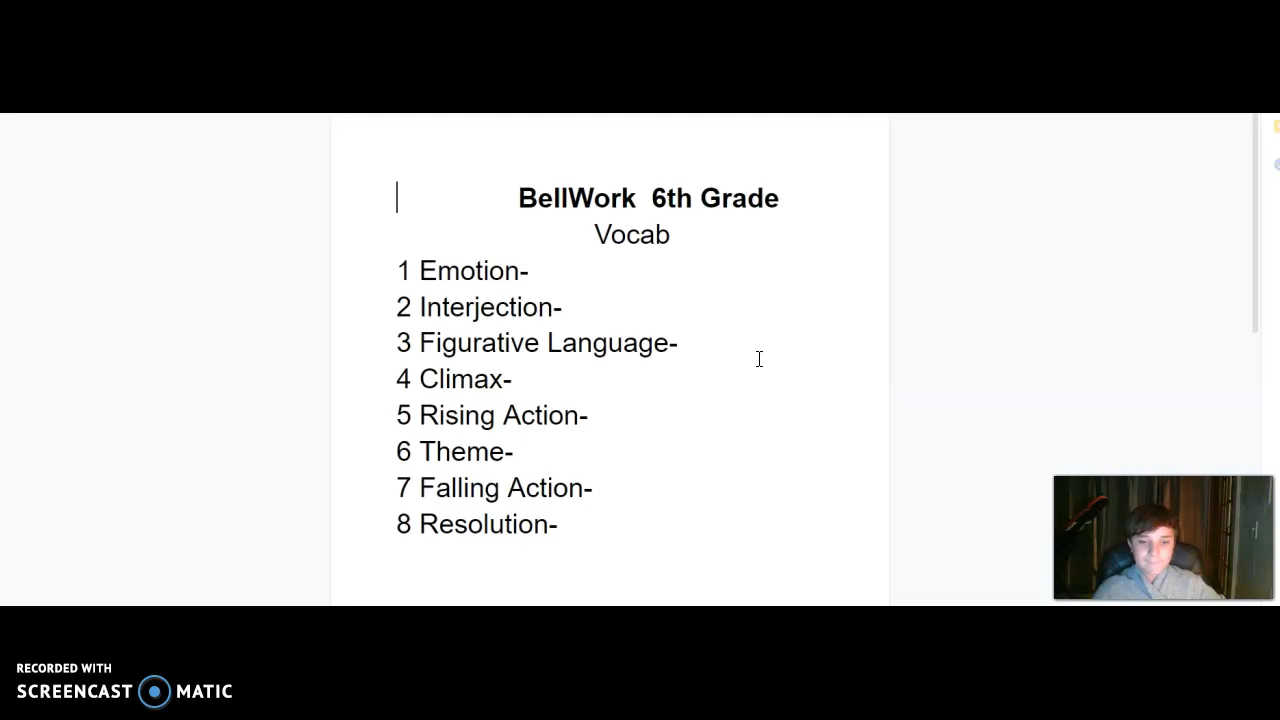 BellWork  6th Grade
Vocab
1 Emotion-
2 Interjection-
3 Figurative Language-
4 Climax-
5 Rising Action-
6 Theme-
7 Falling Action-
8 Resolution-
RECORDED WITH
SCREENCAST MATIC